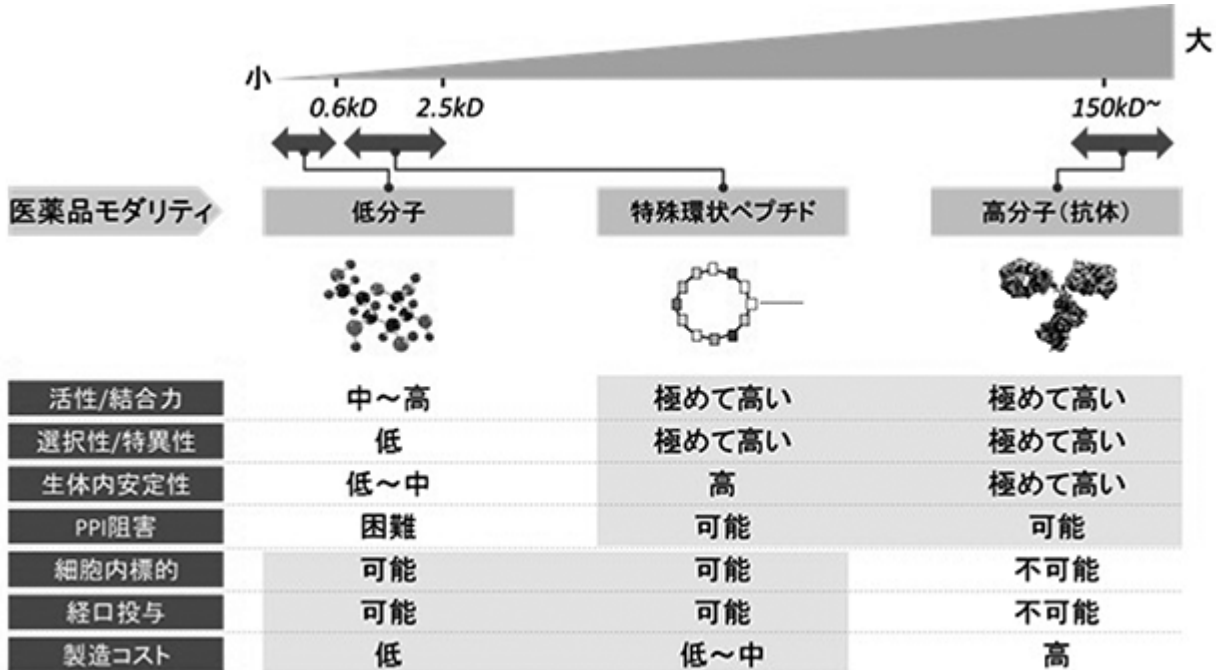 小
大
0.6kD 2.5kD 150kD~
医薬品モダリティ 低分子 特殊環状ペプチド 高分子(抗体)
活性/結合力 中～高 極めて高い 極めて高い
選択性/特異性 低 極めて高い 極めて高い
生体内安定性 低～中 高 極めて高い
PPI阻害 困難 可能 可能
細胞内標的 可能 可能 不可能
経口投与 可能 可能 不可能
製造コスト 低 低～中 高